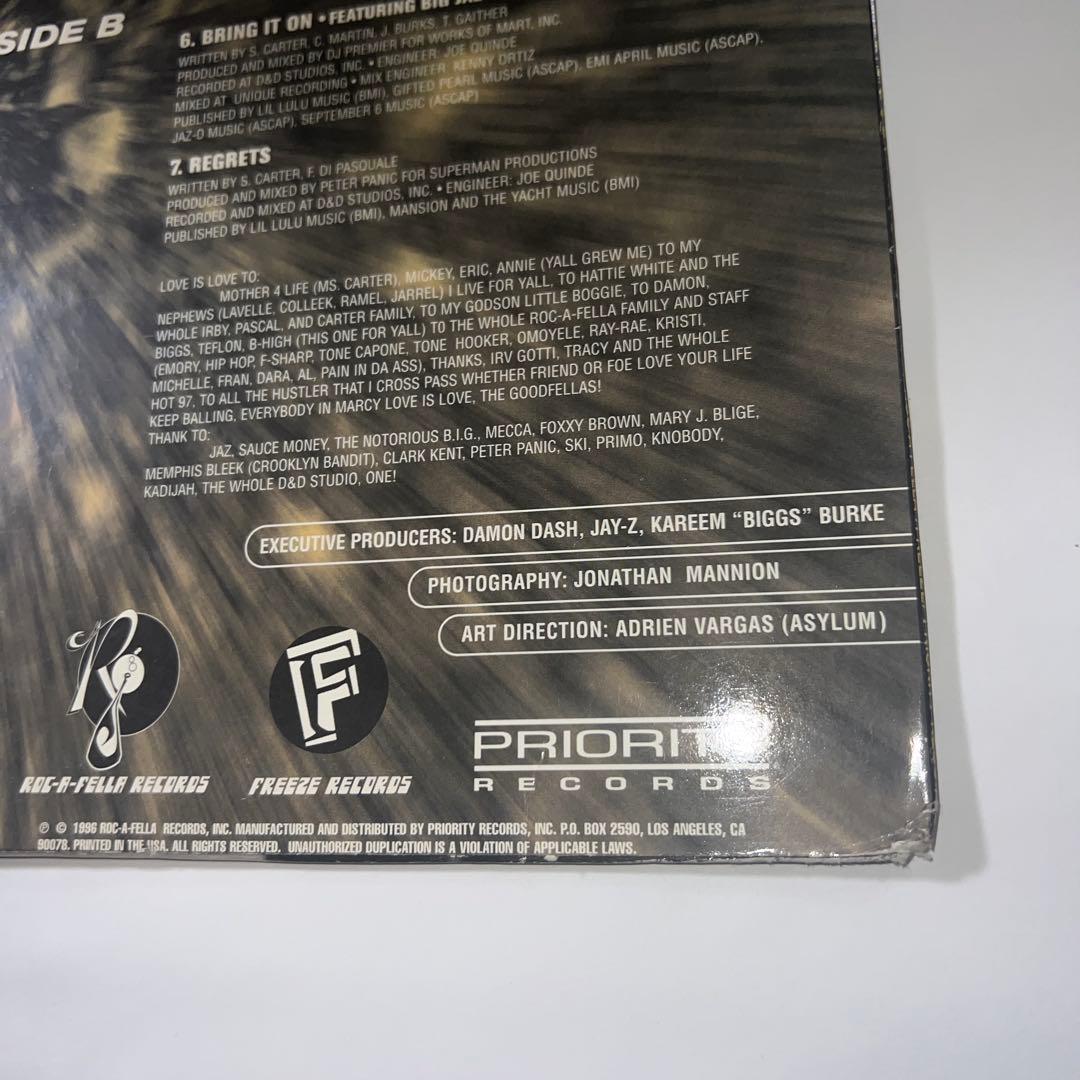 SIDE B
6. BRING IT ON • FEATURING BIG
WRITTEN BY S. CARTER, C. MARTIN, J. BURKS, T. GAITHER
PRODUCED AND MIXED BY DJ PREMIER FOR WORKS OF MART, INC.
RECORDED AT D&D STUDIOS, INC. • ENGINEER: JOE QUINDE
MIXED AT UNIQUE RECORDING • MIX ENGINEER KENNY ORTIZ
PUBLISHED BY LIL LULU MUSIC (BMI), GIFTED PEARL MUSIC (ASCAP), EMI APRIL MUSIC (ASCAP).
JAZ-O MUSIC (ASCAP), SEPTEMBER 6 MUSIC (ASCAP)
7. REGRETS
WRITTEN BY S. CARTER, F. DI PASQUALE
PRODUCED AND MIXED BY PETER PANIC FOR SUPERMAN PRODUCTIONS
RECORDED AND MIXED AT D&D STUDIOS, INC. • ENGINEER: JOE QUINDE
PUBLISHED BY LIL LULU MUSIC (BMI), MANSION AND THE YACHT MUSIC (BMI)
LOVE IS LOVE TO:
MOTHER 4 LIFE (MS. CARTER), MICKEY, ERIC, ANNIE (YALL GREW ME) TO MY
NEPHEWS (LAVELLE, COLLEEK, RAMEL, JARREL) I LIVE FOR YALL, TO HATTIE WHITE AND THE
WHOLE IRBY, PASCAL, AND CARTER FAMILY, TO MY GODSON LITTLE BOGGIE, TO DAMON,
BIGGS, TEFLON, B-HIGH (THIS ONE FOR YALL) TO THE WHOLE ROC-A-FELLA FAMILY AND STAFF
(EMORY, HIP HOP, F-SHARP, TONE CAPONE, TONE HOOKER, OMOYELE, RAY-RAE, KRISTI,
MICHELLE, FRAN, DARA, AL, PAIN IN DA ASS), THANKS, IRV GOTTI, TRACY AND THE WHOLE
HOT 97, TO ALL THE HUSTLER THAT I CROSS PASS WHETHER FRIEND OR FOE LOVE YOUR LIFE
KEEP BALLING, EVERYBODY IN MARCY LOVE IS LOVE, THE GOODFELLAS!
THANK TO:
JAZ, SAUCE MONEY, THE NOTORIOUS B.I.G., MECCA, FOXXY BROWN, MARY J. BLIGE,
MEMPHIS BLEEK (CROOKLYN BANDIT), CLARK KENT, PETER PANIC, SKI, PRIMO, KNOBODY,
KADIJAH, THE WHOLE D&D STUDIO, ONE!
EXECUTIVE PRODUCERS: DAMON DASH, JAY-Z, KAREEM “BIGGS” BURKE
PHOTOGRAPHY: JONATHAN MANNION
ART DIRECTION: ADRIEN VARGAS (ASYLUM)
ROC-A-FELLA RECORDS
FREEZE RECORDS
PRIORITY
RECORDS
℗ © 1996 ROC-A-FELLA RECORDS, INC. MANUFACTURED AND DISTRIBUTED BY PRIORITY RECORDS, INC. P.O. BOX 2590, LOS ANGELES, CA
90078. PRINTED IN THE USA. ALL RIGHTS RESERVED. UNAUTHORIZED DUPLICATION IS A VIOLATION OF APPLICABLE LAWS.